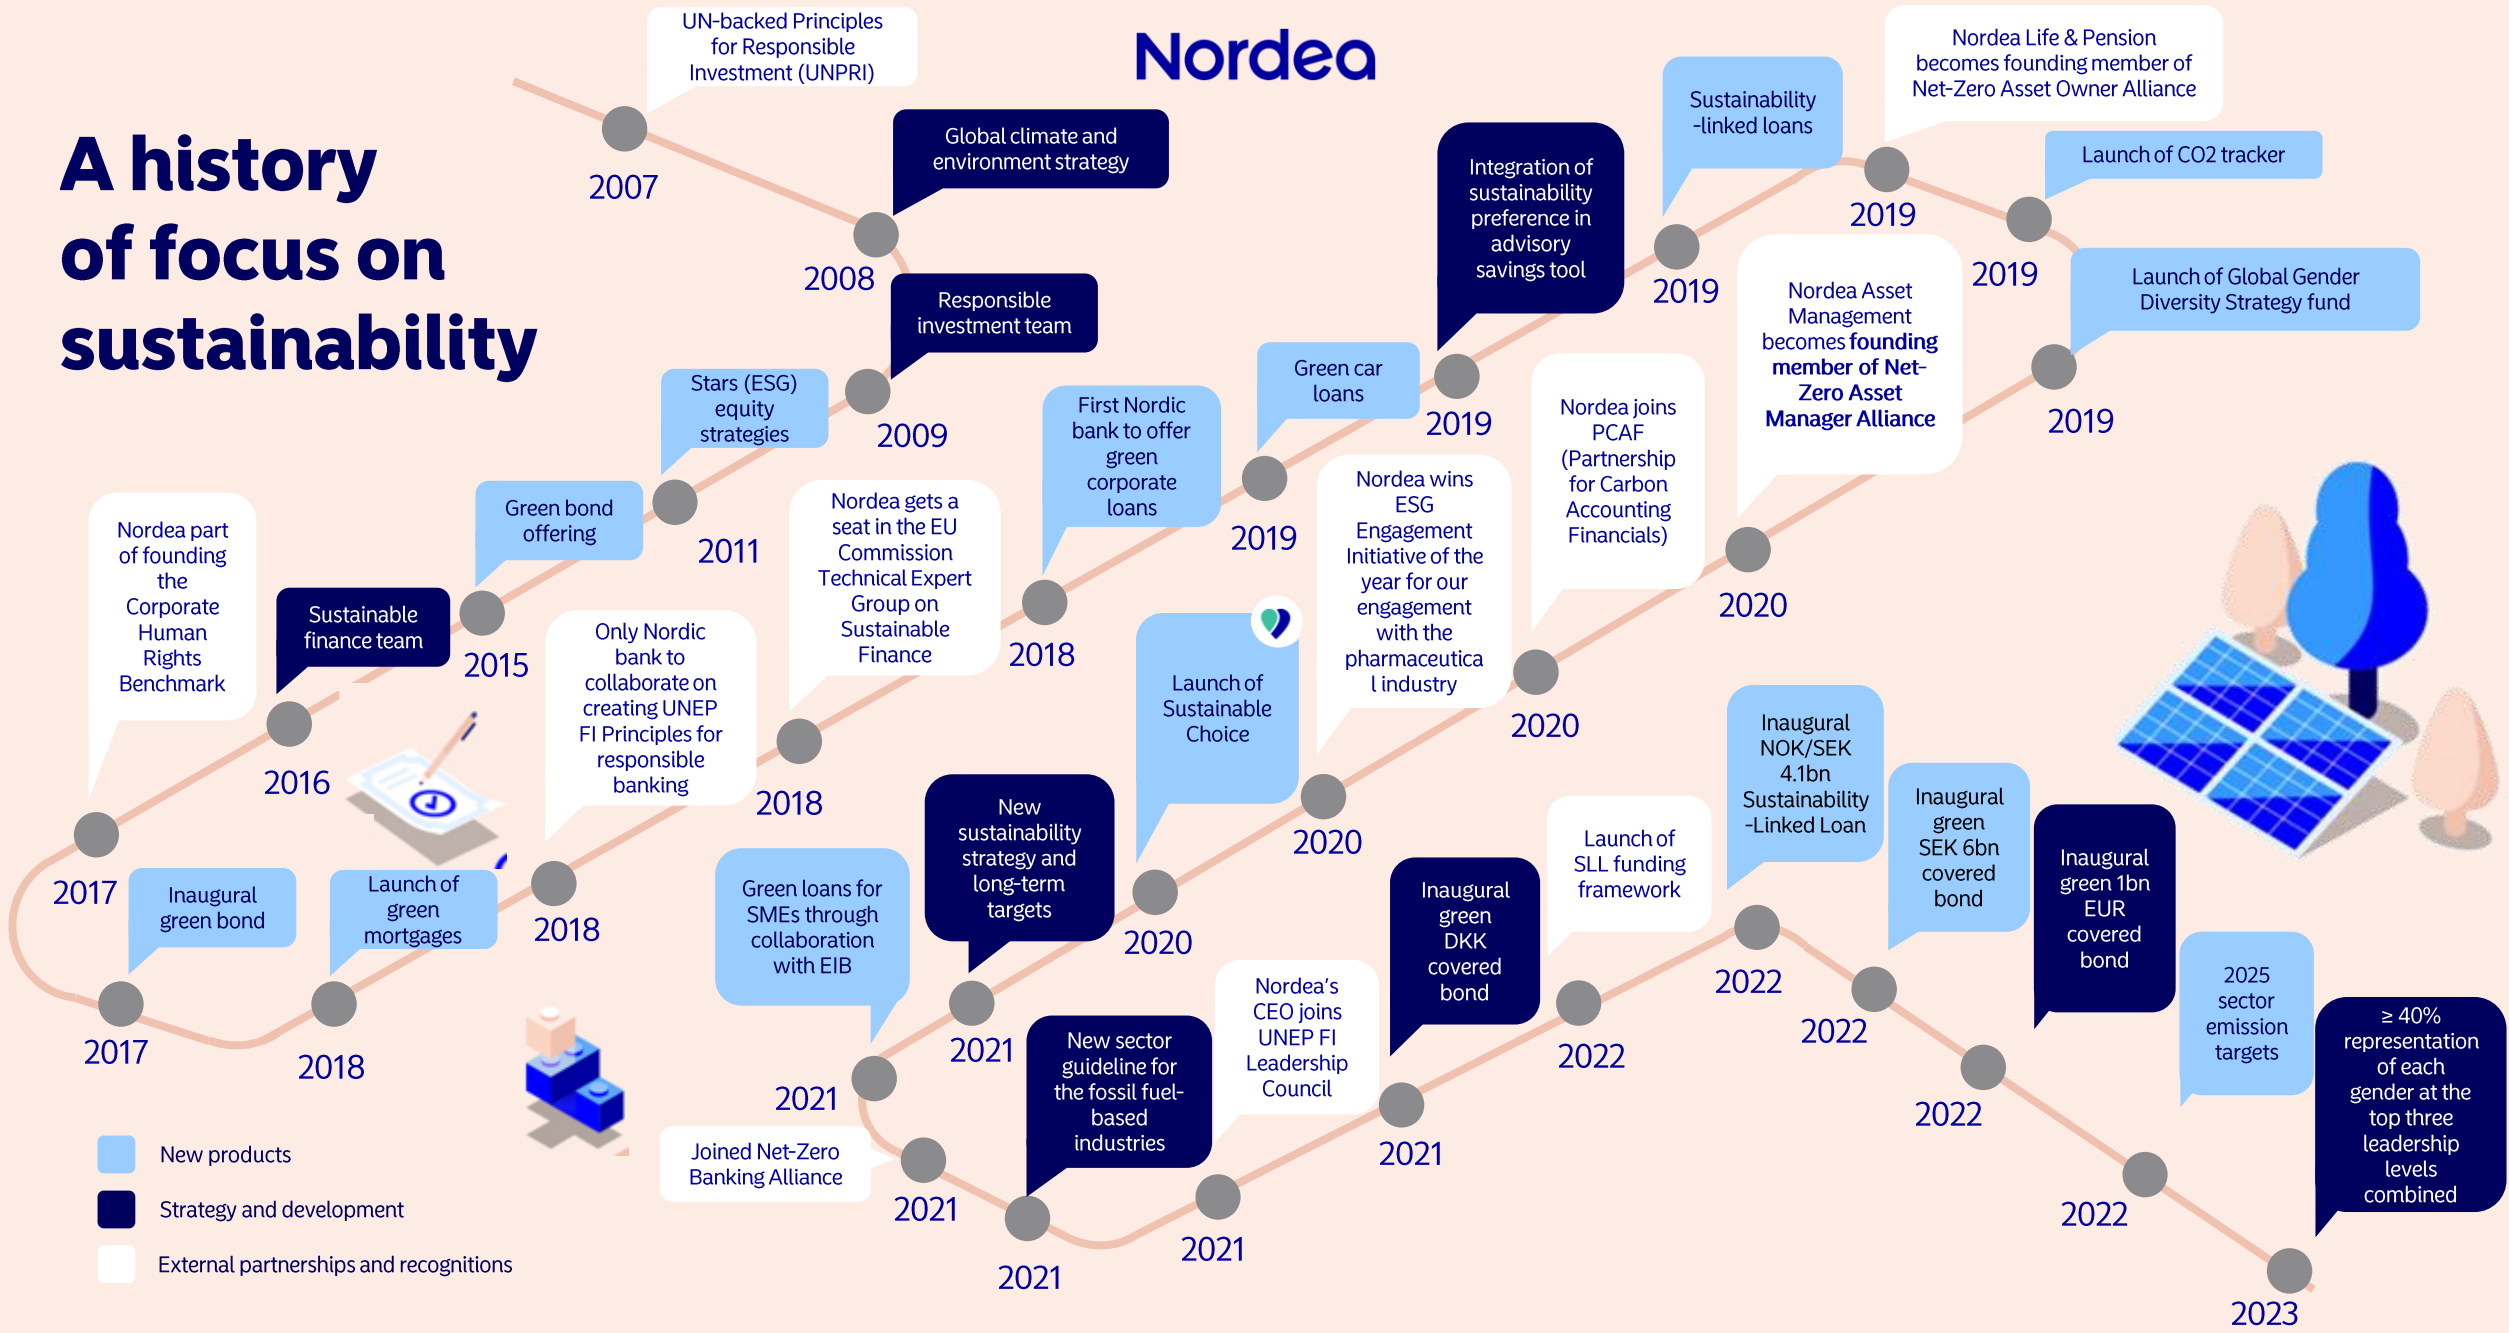 Nordea
A history
of focus on
sustainability
UN-backed Principles
for Responsible
Investment (UNPRI)
2007
Global climate and
environment strategy
2008
Responsible
investment team
2009
Stars (ESG)
equity
strategies
2011
Green bond
offering
2015
Sustainable
finance team
2016
Nordea part
of founding
the
Corporate
Human
Rights
Benchmark
2017
Inaugural
green bond
2017
Launch of
green
mortgages
2018
Only Nordic
bank to
collaborate on
creating UNEP
FI Principles for
responsible
banking
2018
Nordea gets a
seat in the EU
Commission
Technical Expert
Group on
Sustainable
Finance
2018
First Nordic
bank to offer
green
corporate
loans
2018
Green car
loans
2019
Integration of
sustainability
preference in
advisory
savings tool
2019
Sustainability
-linked loans
2019
Nordea Life & Pension
becomes founding member of
Net-Zero Asset Owner Alliance
2019
Launch of CO2 tracker
2019
Launch of Global Gender
Diversity Strategy fund
2019
Nordea Asset
Management
becomes founding
member of Net-
Zero Asset
Manager Alliance
2020
Nordea joins
PCAF
(Partnership
for Carbon
Accounting
Financials)
2020
Nordea wins
ESG
Engagement
Initiative of the
year for our
engagement
with the
pharmaceutica
l industry
2020
Launch of
Sustainable
Choice
2020
New
sustainability
strategy and
long-term
targets
2021
Green loans for
SMEs through
collaboration
with EIB
2021
Joined Net-Zero
Banking Alliance
2021
New sector
guideline for
the fossil fuel-
based
industries
2021
Nordea's
CEO joins
UNEP FI
Leadership
Council
2021
Inaugural
green
DKK
covered
bond
2021
Launch of
SLL funding
framework
2022
Inaugural
NOK/SEK
4.1bn
Sustainability
-Linked Loan
2022
Inaugural
green
SEK 6bn
covered
bond
2022
Inaugural
green 1bn
EUR
covered
bond
2022
2025
sector
emission
targets
2022
≥ 40%
representation
of each
gender at the
top three
leadership
levels
combined
2023
New products
Strategy and development
External partnerships and recognitions